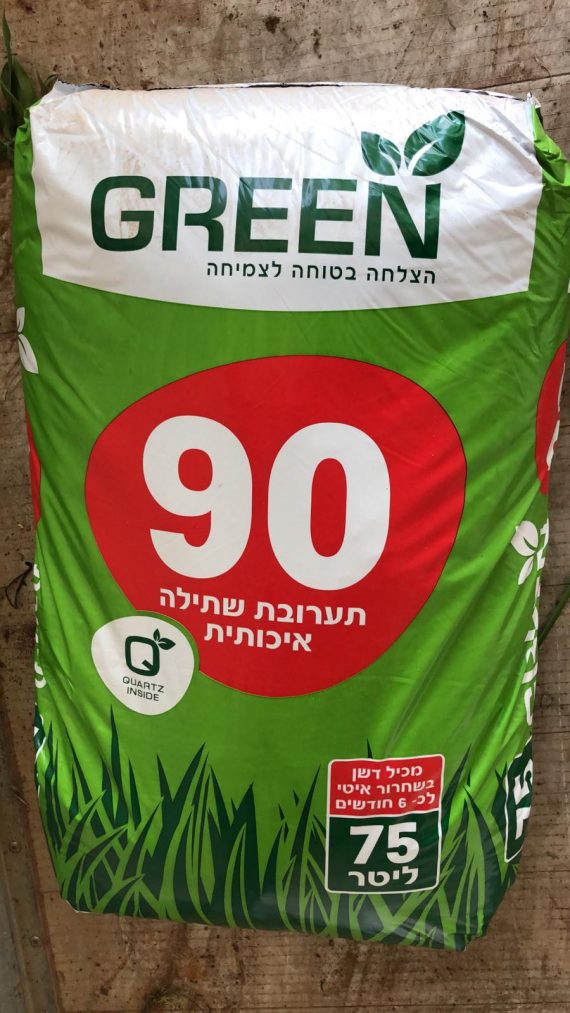 GREEN
הצלחה בטוחה לצמיחה
90
תערובת שתילה
איכותית
Q
QUARTZ
INSIDE
מכיל דשן
בשחרור איטי
לכ- 6 חודשים
75
ליטר